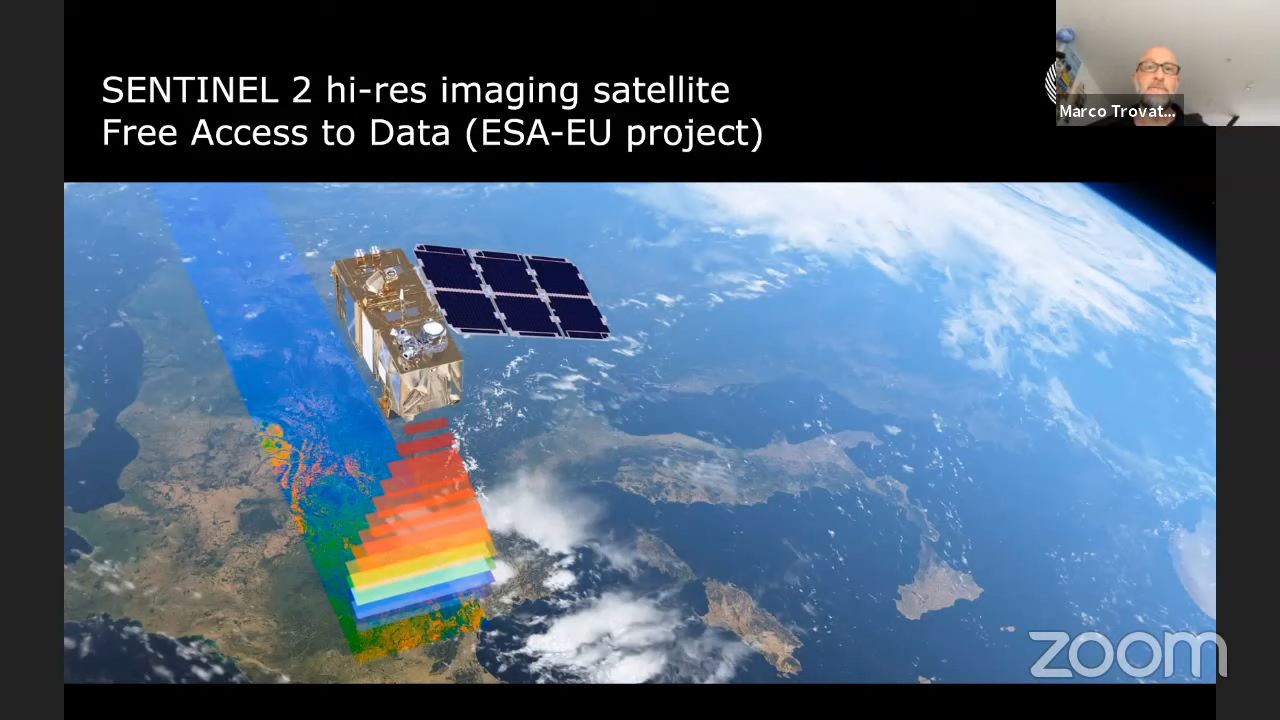 SENTINEL 2 hi-res imaging satellite
Free Access to Data (ESA-EU project)
Marco Trovat...
zoom